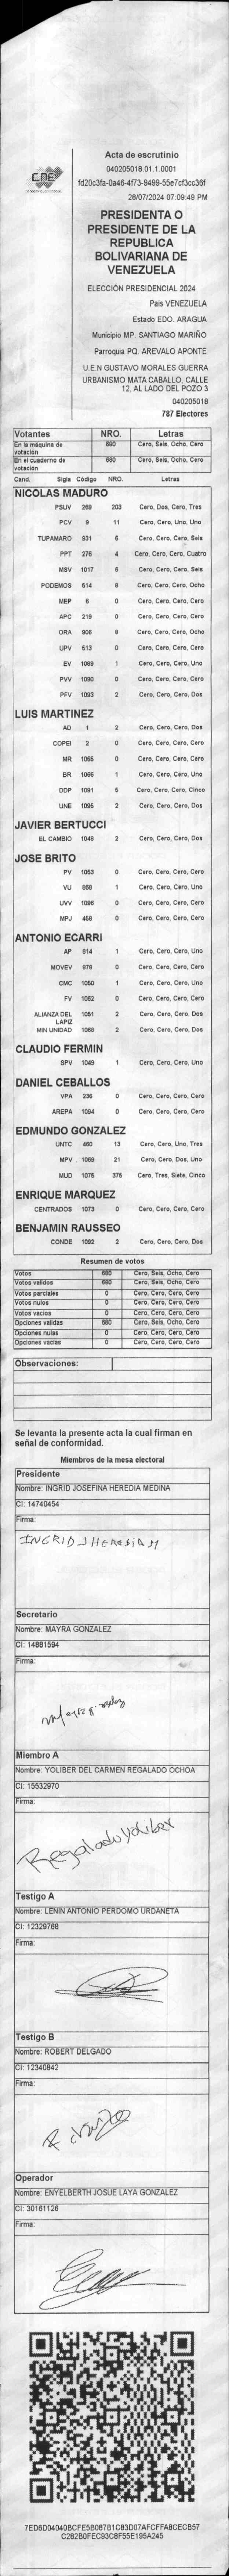 CNE
Acta de escrutinio
040205018.01.1.0001
fd20c3fa-0a46-4f73-9499-55e7cf3cc36f
28/07/2024 07:09:49 PM
PRESIDENTA O
PRESIDENTE DE LA
REPUBLICA
BOLIVARIANA DE
VENEZUELA
ELECCIÓN PRESIDENCIAL 2024
País VENEZUELA
Estado EDO. ARAGUA
Municipio MP. SANTIAGO MARIÑO
Parroquia PQ. AREVALO APONTE
U.E.N GUSTAVO MORALES GUERRA
URBANISMO MATA CABALLO, CALLE
12, AL LADO DEL POZO 3
040205018
787 Electores
Votantes NRO. Letras
En la máquina de votación 680 Cero, Seis, Ocho, Cero
En el cuaderno de votación 680 Cero, Seis, Ocho, Cero
Cand. Sigla Código NRO. Letras
NICOLAS MADURO
PSUV 269 203 Cero, Dos, Cero, Tres
PCV 9 11 Cero, Cero, Uno, Uno
TUPAMARO 931 6 Cero, Cero, Cero, Seis
PPT 276 4 Cero, Cero, Cero, Cuatro
MSV 1017 6 Cero, Cero, Cero, Seis
PODEMOS 514 8 Cero, Cero, Cero, Ocho
MEP 6 0 Cero, Cero, Cero, Cero
APC 219 0 Cero, Cero, Cero, Cero
ORA 906 8 Cero, Cero, Cero, Ocho
UPV 513 0 Cero, Cero, Cero, Cero
EV 1069 1 Cero, Cero, Cero, Uno
PVV 1090 0 Cero, Cero, Cero, Cero
PFV 1093 2 Cero, Cero, Cero, Dos
LUIS MARTINEZ
AD 1 2 Cero, Cero, Cero, Dos
COPEI 2 0 Cero, Cero, Cero, Cero
MR 1065 0 Cero, Cero, Cero, Cero
BR 1066 1 Cero, Cero, Cero, Uno
DDP 1091 5 Cero, Cero, Cero, Cinco
UNE 1095 2 Cero, Cero, Cero, Dos
JAVIER BERTUCCI
EL CAMBIO 1048 2 Cero, Cero, Cero, Dos
JOSE BRITO
PV 1053 0 Cero, Cero, Cero, Cero
VU 868 1 Cero, Cero, Cero, Uno
UVV 1096 0 Cero, Cero, Cero, Cero
MPJ 458 0 Cero, Cero, Cero, Cero
ANTONIO ECARRI
AP 814 1 Cero, Cero, Cero, Uno
MOVEV 878 0 Cero, Cero, Cero, Cero
CMC 1050 1 Cero, Cero, Cero, Uno
FV 1052 0 Cero, Cero, Cero, Cero
ALIANZA DEL LAPIZ 1051 2 Cero, Cero, Cero, Dos
MIN UNIDAD 1068 2 Cero, Cero, Cero, Dos
CLAUDIO FERMIN
SPV 1049 1 Cero, Cero, Cero, Uno
DANIEL CEBALLOS
VPA 236 0 Cero, Cero, Cero, Cero
AREPA 1094 0 Cero, Cero, Cero, Cero
EDMUNDO GONZALEZ
UNTC 460 13 Cero, Cero, Uno, Tres
MPV 1089 21 Cero, Cero, Dos, Uno
MUD 1075 375 Cero, Tres, Siete, Cinco
ENRIQUE MARQUEZ
CENTRADOS 1073 0 Cero, Cero, Cero, Cero
BENJAMIN RAUSSEO
CONDE 1092 2 Cero, Cero, Cero, Dos
Resumen de votos
Votos 680 Cero, Seis, Ocho, Cero
Votos validos 680 Cero, Seis, Ocho, Cero
Votos parciales 0 Cero, Cero, Cero, Cero
Votos nulos 0 Cero, Cero, Cero, Cero
Votos vacios 0 Cero, Cero, Cero, Cero
Opciones validas 680 Cero, Seis, Ocho, Cero
Opciones nulas 0 Cero, Cero, Cero, Cero
Opciones vacias 0 Cero, Cero, Cero, Cero
Observaciones:
Se levanta la presente acta la cual firman en
señal de conformidad.
Miembros de la mesa electoral
Presidente
Nombre: INGRID JOSEFINA HEREDIA MEDINA
CI: 14740454
Firma:
INGRID J HEREDIA M
Secretario
Nombre: MAYRA GONZALEZ
CI: 14881594
Firma:
Miembro A
Nombre: YOLIBER DEL CARMEN REGALADO OCHOA
CI: 15532970
Firma:
Regalado Yoliber
Testigo A
Nombre: LENIN ANTONIO PERDOMO URDANETA
CI: 12329768
Firma:
Testigo B
Nombre: ROBERT DELGADO
CI: 12340842
Firma:
Operador
Nombre: ENYELBERTH JOSUE LAYA GONZALEZ
CI: 30161126
Firma:
7ED6D04040BCFE5B087B1C83D07AFCFFA8CECB57
C282B0FEC93C8F55E195A245